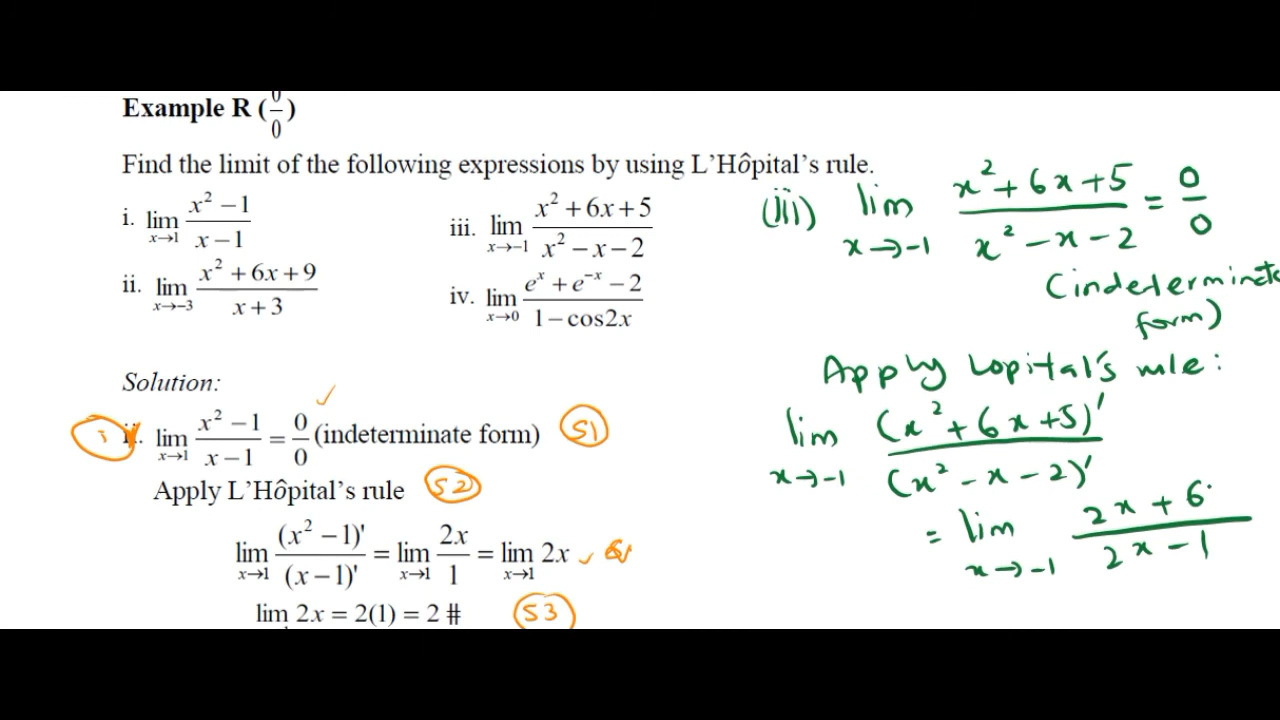 Example R (0/0)
Find the limit of the following expressions by using L'Hôpital's rule.
i. lim x→1 (x² − 1)/(x − 1)
ii. lim x→−3 (x² + 6x + 9)/(x + 3)
iii. lim x→−1 (x² + 6x + 5)/(x² − x − 2)
iv. lim x→0 (eˣ + e⁻ˣ − 2)/(1 − cos2x)
Solution:
i. lim x→1 (x² − 1)/(x − 1) = 0/0 (indeterminate form) S1
Apply L'Hôpital's rule S2
lim x→1 (x² − 1)'/(x − 1)' = lim x→1 2x/1 = lim x→1 2x
lim 2x = 2(1) = 2 # S3
(iii) lim x→−1 (x² + 6x + 5)/(x² − x − 2) = 0/0
(indeterminate
form)
Apply Lopital's rule:
lim x→−1 (x² + 6x + 5)'/(x² − x − 2)'
= lim x→−1 (2x + 6)/(2x − 1)